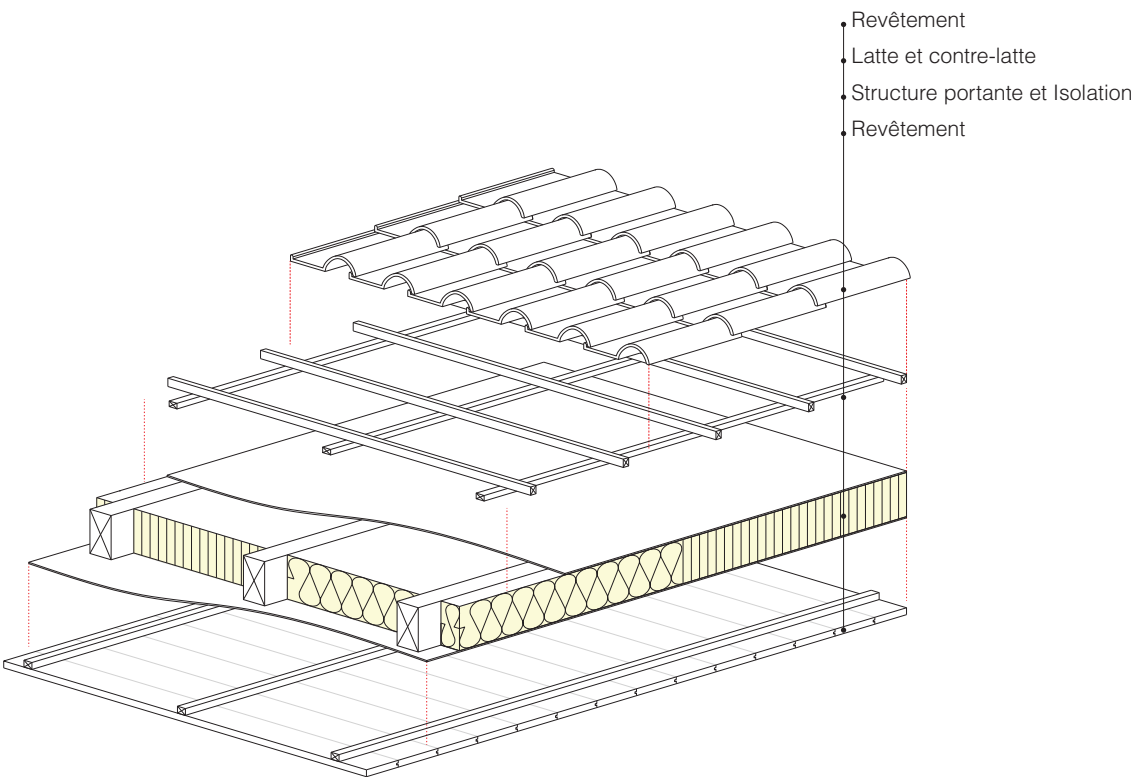 Revêtement
Latte et contre-latte
Structure portante et Isolation
Revêtement